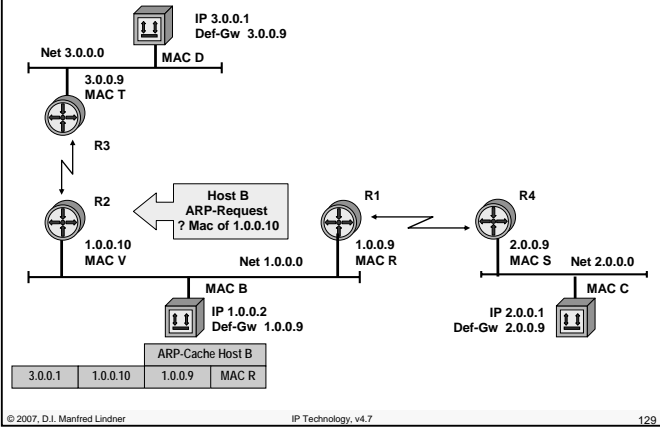 IP 3.0.0.1
Def-Gw 3.0.0.9
Net 3.0.0.0
MAC D
3.0.0.9
MAC T
R3
R2
Host B
ARP-Request
? Mac of 1.0.0.10
R1
R4
1.0.0.10
MAC V
Net 1.0.0.0
1.0.0.9
MAC R
2.0.0.9
MAC S
Net 2.0.0.0
MAC B
MAC C
IP 1.0.0.2
Def-Gw 1.0.0.9
IP 2.0.0.1
Def-Gw 2.0.0.9
ARP-Cache Host B
3.0.0.1 1.0.0.10 1.0.0.9 MAC R
© 2007, D.I. Manfred Lindner IP Technology, v4.7 129